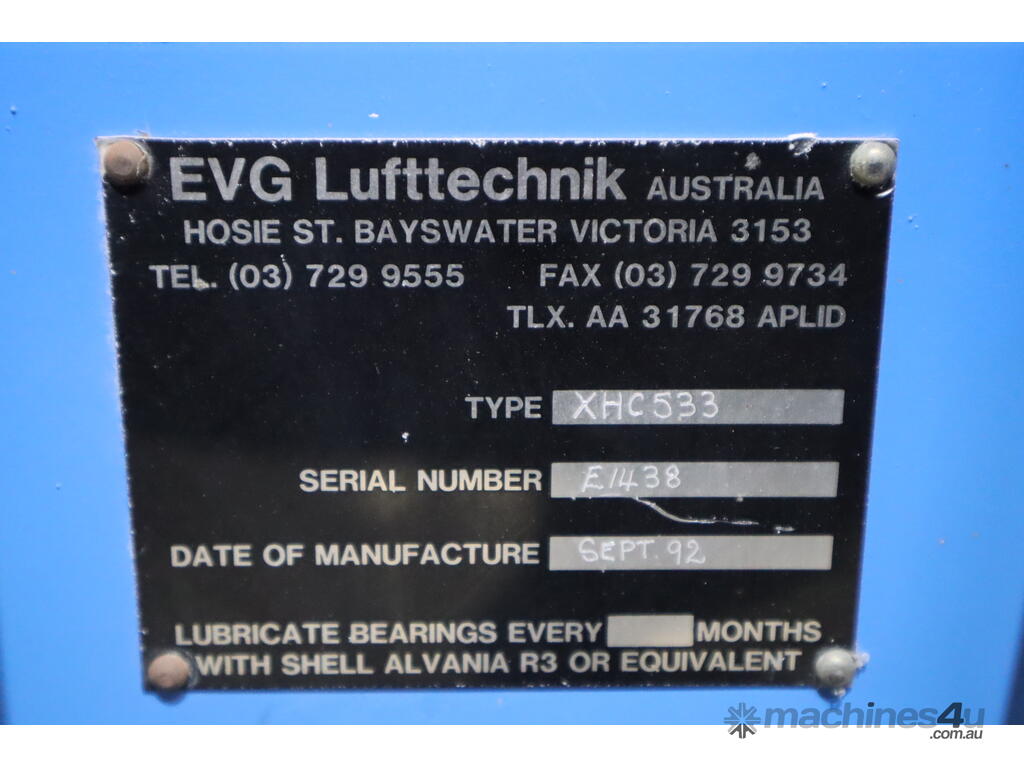 EVG Lufttechnik AUSTRALIA
HOSIE ST. BAYSWATER VICTORIA 3153
TEL. (03) 729 9555 FAX (03) 729 9734
TLX. AA 31768 APLID
TYPE XHC533
SERIAL NUMBER E1438
DATE OF MANUFACTURE SEPT. 92
LUBRICATE BEARINGS EVERY MONTHS
WITH SHELL ALVANIA R3 OR EQUIVALENT
machines4u
.com.au